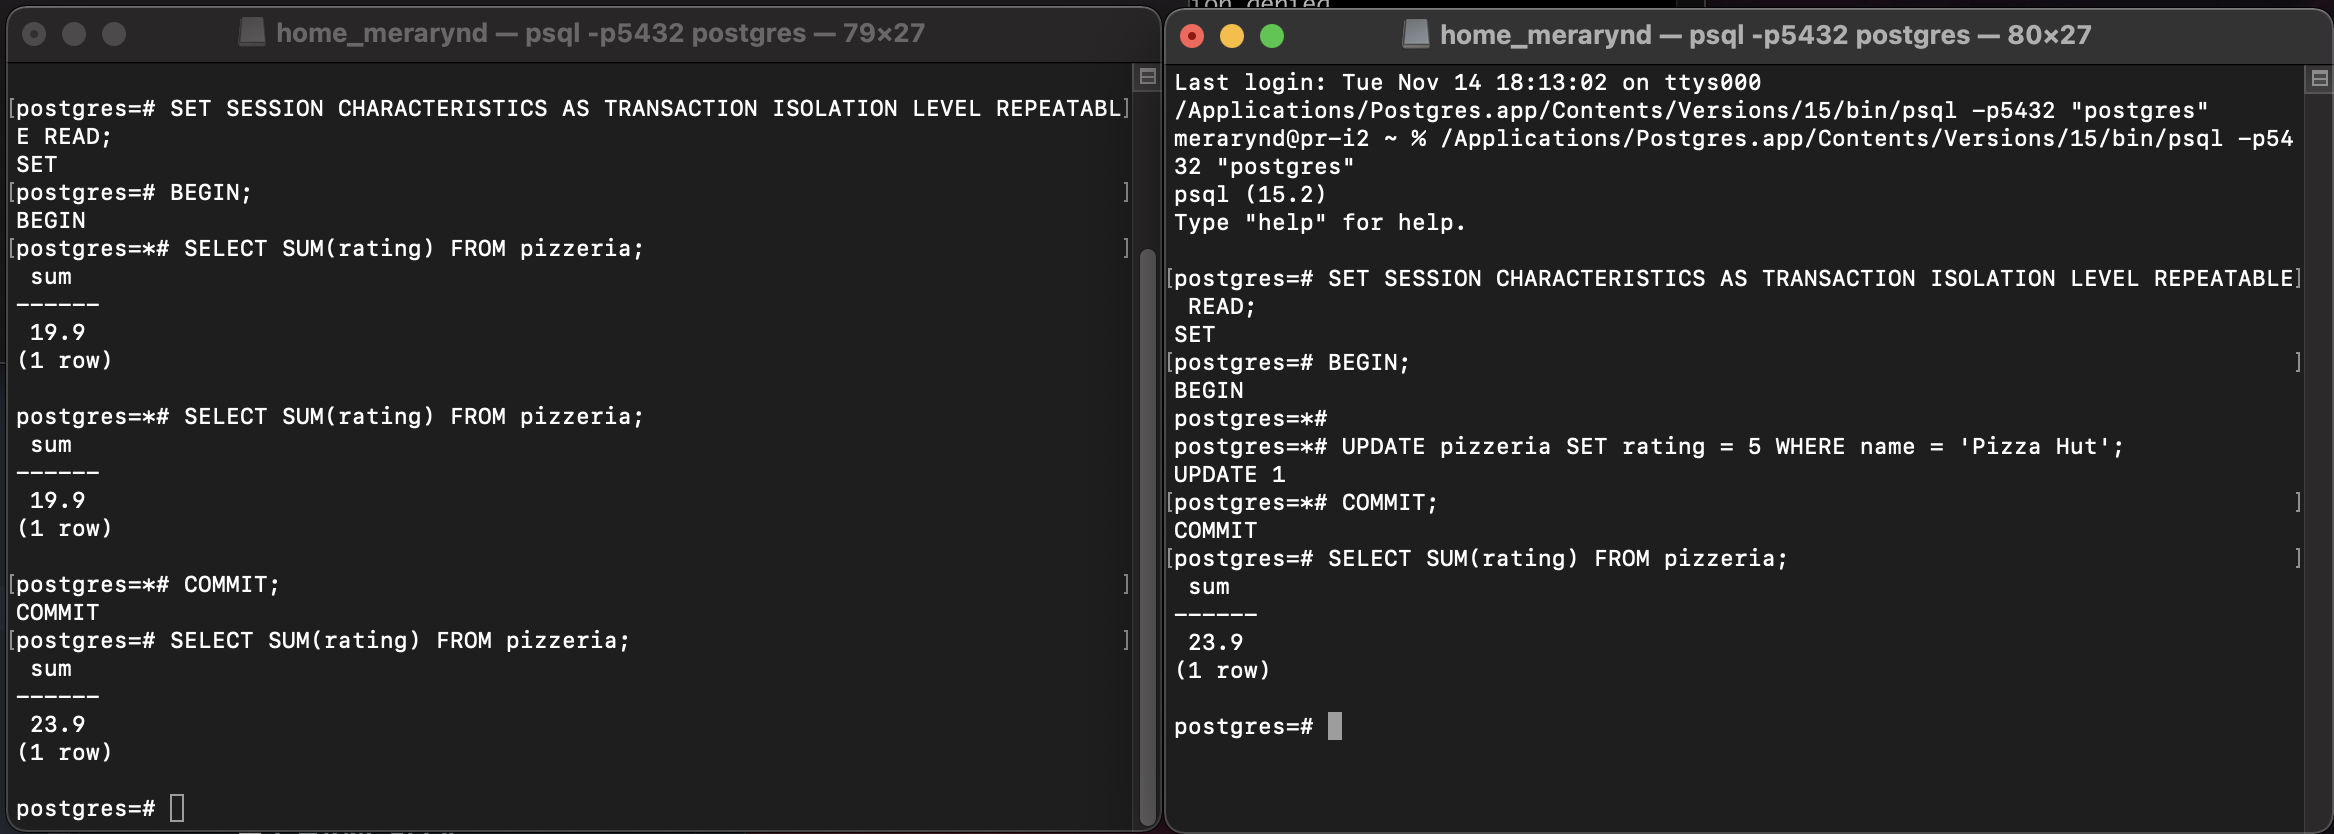 home_merarynd — psql -p5432 postgres — 79×27
[postgres=# SET SESSION CHARACTERISTICS AS TRANSACTION ISOLATION LEVEL REPEATABL]
E READ;
SET
[postgres=# BEGIN; ]
BEGIN
[postgres=*# SELECT SUM(rating) FROM pizzeria; ]
sum
------
19.9
(1 row)
postgres=*# SELECT SUM(rating) FROM pizzeria;
sum
------
19.9
(1 row)
[postgres=*# COMMIT; ]
COMMIT
[postgres=# SELECT SUM(rating) FROM pizzeria; ]
sum
------
23.9
(1 row)
postgres=#
ion denied
home_merarynd — psql -p5432 postgres — 80×27
Last login: Tue Nov 14 18:13:02 on ttys000
/Applications/Postgres.app/Contents/Versions/15/bin/psql -p5432 "postgres"
merarynd@pr-i2 ~ % /Applications/Postgres.app/Contents/Versions/15/bin/psql -p54
32 "postgres"
psql (15.2)
Type "help" for help.
[postgres=# SET SESSION CHARACTERISTICS AS TRANSACTION ISOLATION LEVEL REPEATABLE]
READ;
SET
[postgres=# BEGIN; ]
BEGIN
postgres=*#
postgres=*# UPDATE pizzeria SET rating = 5 WHERE name = 'Pizza Hut';
UPDATE 1
[postgres=*# COMMIT; ]
COMMIT
[postgres=# SELECT SUM(rating) FROM pizzeria; ]
sum
------
23.9
(1 row)
postgres=#